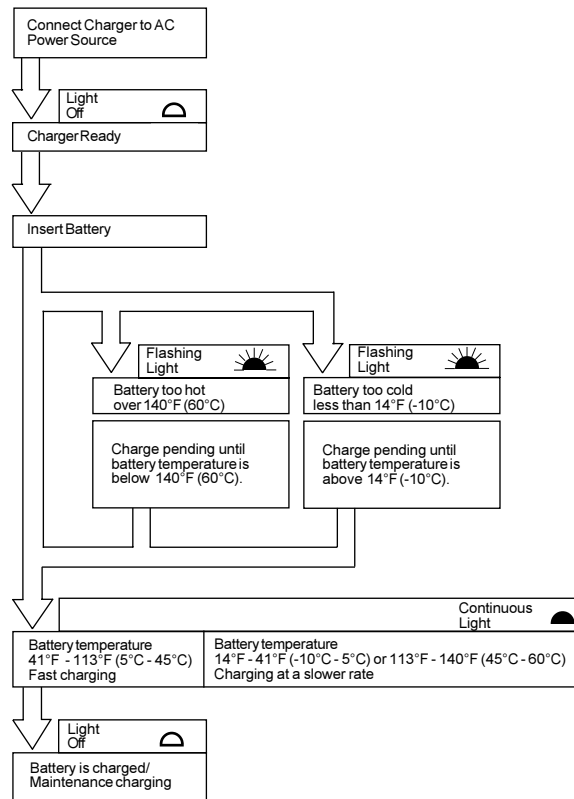 Connect Charger to AC
Power Source
Light
Off
Charger Ready
Insert Battery
Flashing
Light
Battery too hot
over 140°F (60°C)
Charge pending until
battery temperature is
below 140°F (60°C).
Flashing
Light
Battery too cold
less than 14°F (-10°C)
Charge pending until
battery temperature is
above 14°F (-10°C).
Continuous
Light
Battery temperature
41°F - 113°F (5°C - 45°C)
Fast charging
Battery temperature
14°F - 41°F (-10°C - 5°C) or 113°F - 140°F (45°C - 60°C)
Charging at a slower rate
Light
Off
Battery is charged/
Maintenance charging